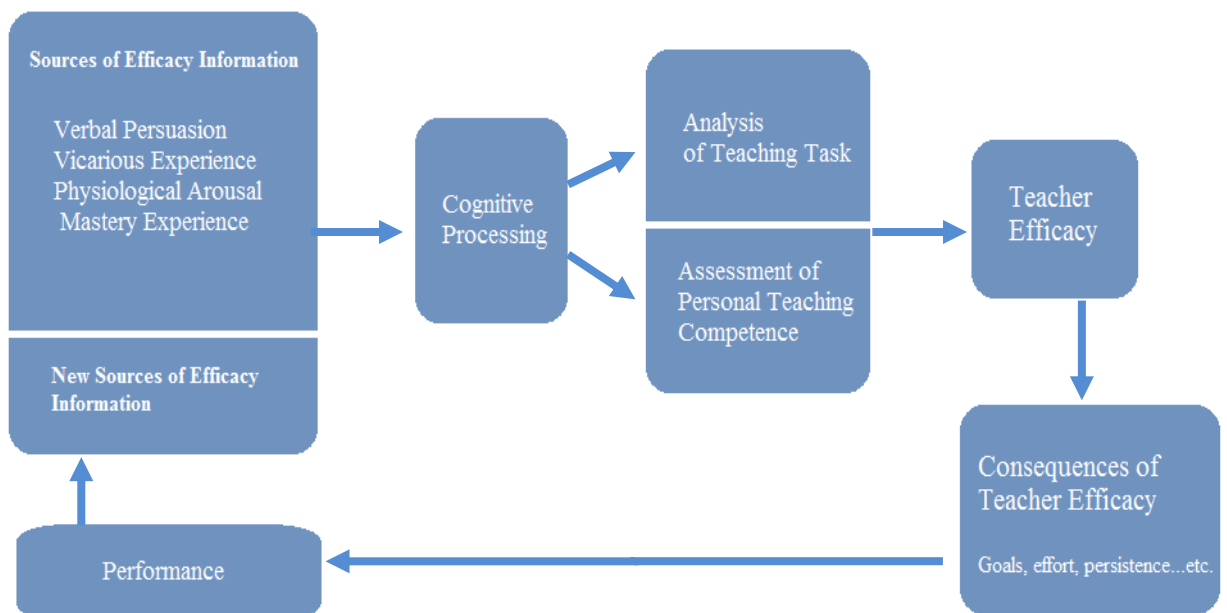 Sources of Efficacy Information
Verbal Persuasion
Vicarious Experience
Physiological Arousal
Mastery Experience
New Sources of Efficacy
Information
Cognitive
Processing
Analysis
of Teaching Task
Assessment of
Personal Teaching
Competence
Teacher
Efficacy
Consequences of
Teacher Efficacy
Goals, effort, persistence...etc.
Performance